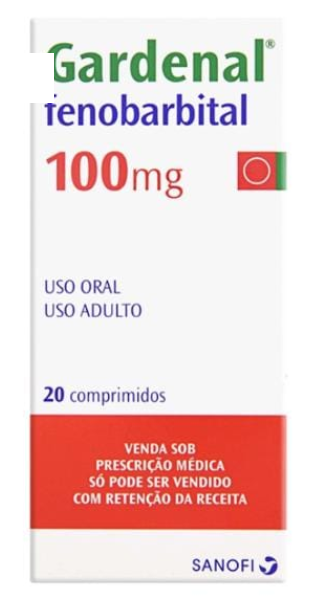 Gardenal®
fenobarbital
100mg
USO ORAL
USO ADULTO
20 comprimidos
VENDA SOB
PRESCRIÇÃO MÉDICA
SÓ PODE SER VENDIDO
COM RETENÇÃO DA RECEITA
SANOFI